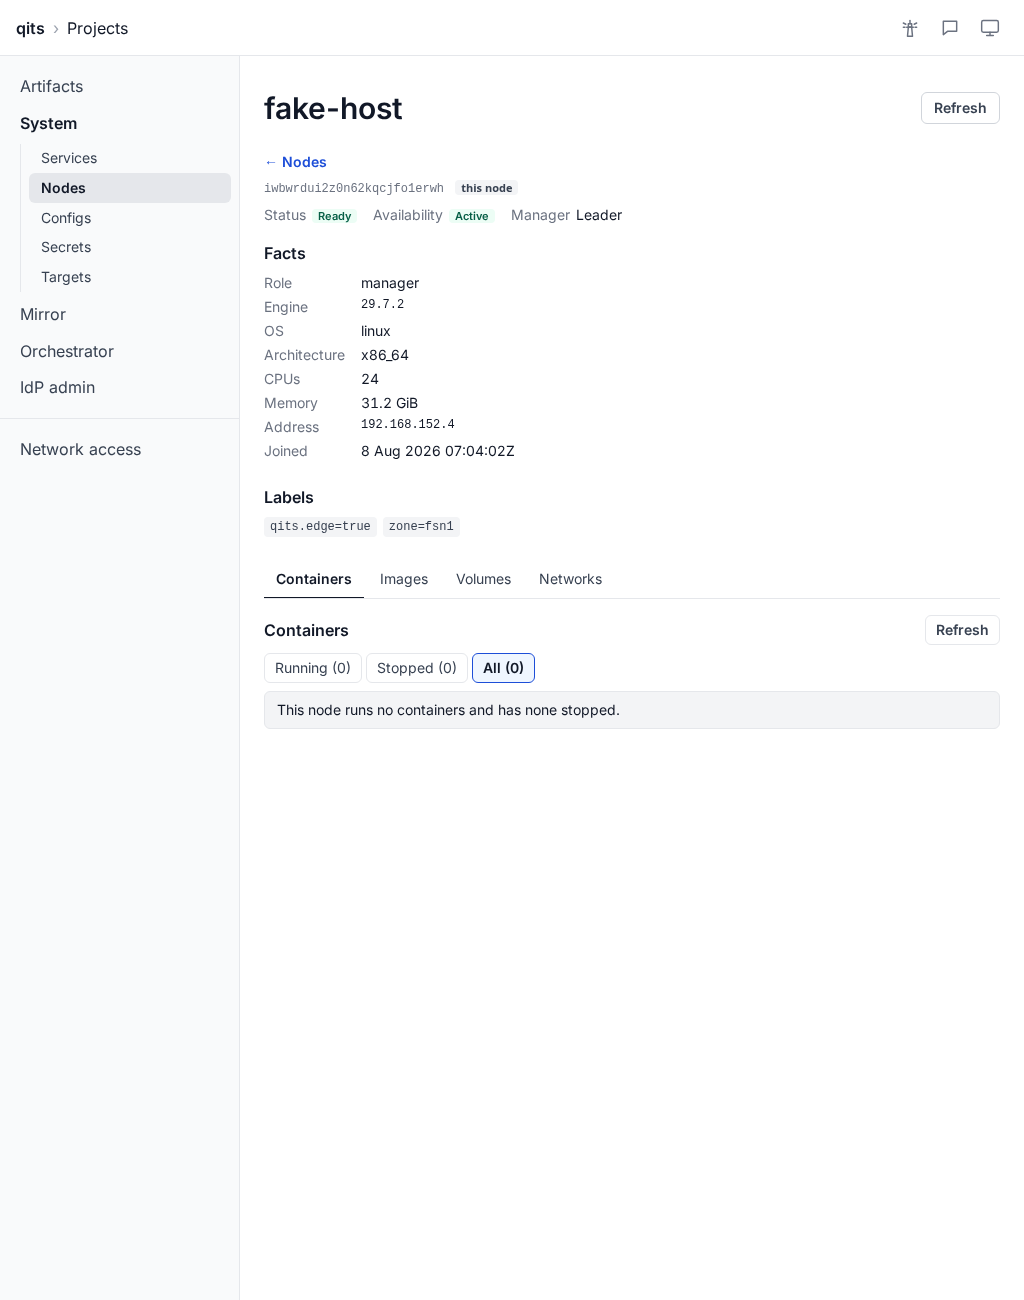 qits › Projects
Artifacts
System
Services
Nodes
Configs
Secrets
Targets
Mirror
Orchestrator
IdP admin
Network access
fake-host
Refresh
← Nodes
iwbwrdui2z0n62kqcjfo1erwh this node
Status Ready Availability Active Manager Leader
Facts
Role manager
Engine 29.7.2
OS linux
Architecture x86_64
CPUs 24
Memory 31.2 GiB
Address 192.168.152.4
Joined 8 Aug 2026 07:04:02Z
Labels
qits.edge=true zone=fsn1
Containers Images Volumes Networks
Containers Refresh
Running (0) Stopped (0) All (0)
This node runs no containers and has none stopped.